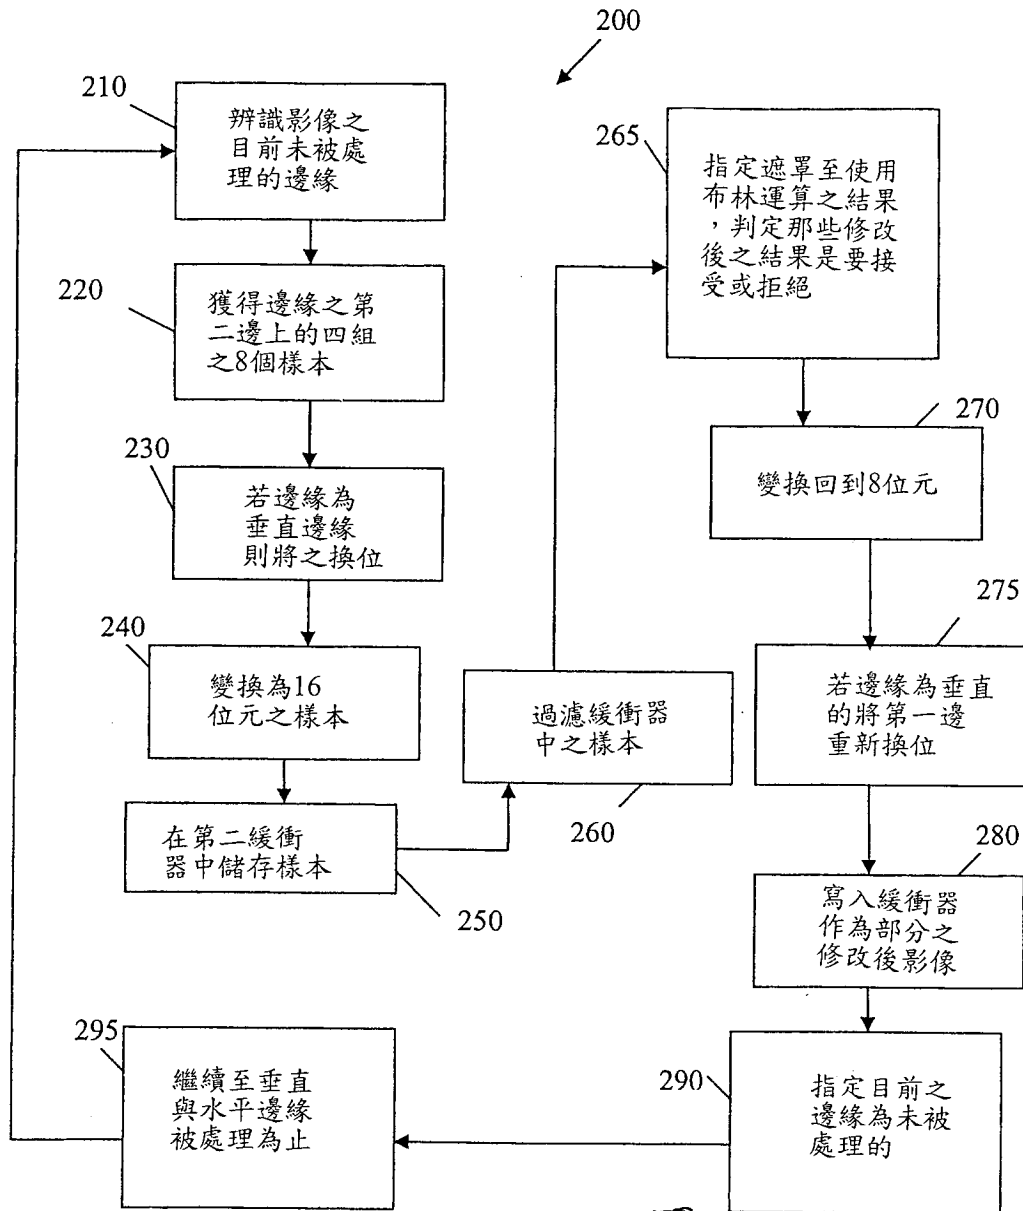 200
210
辨識影像之
目前未被處
理的邊緣
220
獲得邊緣之第
二邊上的四組
之8個樣本
230
若邊緣為
垂直邊緣
則將之換位
240
變換為16
位元之樣本
在第二緩衝
器中儲存樣本
250
過濾緩衝器
中之樣本
260
265
指定遮罩至使用
布林運算之結果
，判定那些修改
後之結果是要接
受或拒絕
270
變換回到8位元
275
若邊緣為垂直
的將第一邊
重新換位
280
寫入緩衝器
作為部分之
修改後影像
290
指定目前之
邊緣為未被
處理的
295
繼續至垂直
與水平邊緣
被處理為止